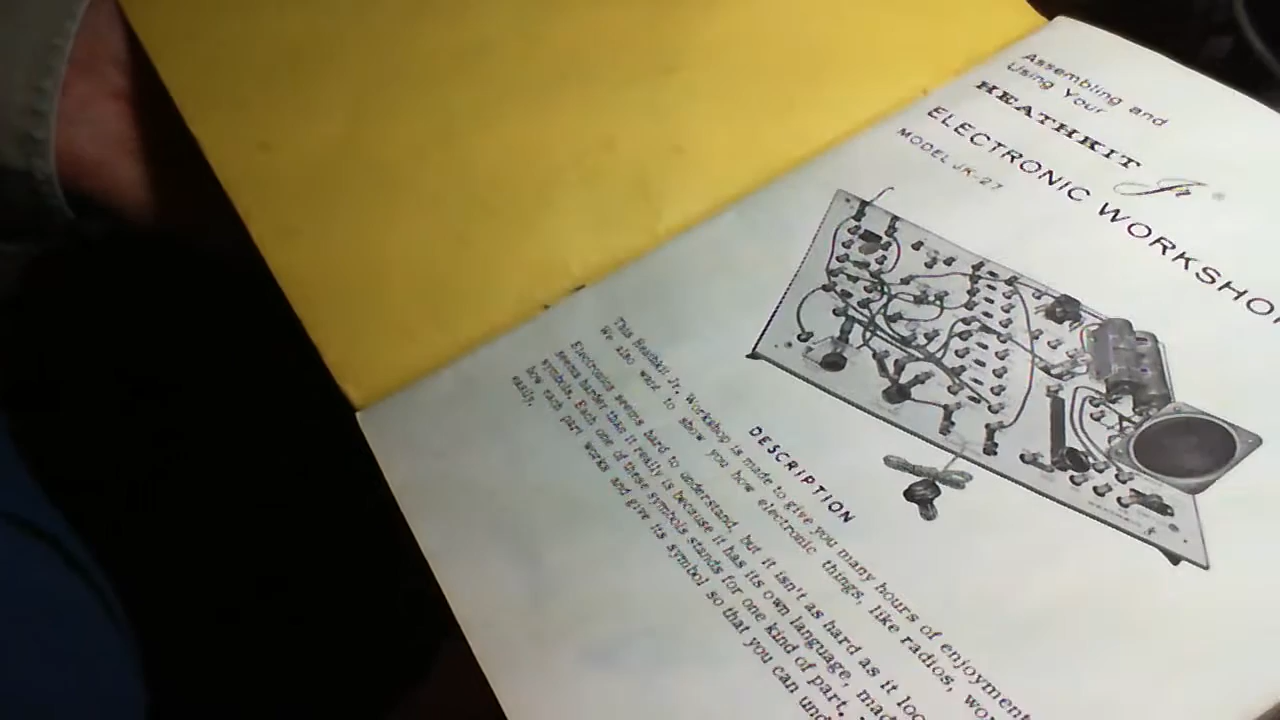 Assembling and
Using Your
HEATHKIT Jr ®
ELECTRONIC WORKSHO
MODEL JK-27
DESCRIPTION
This Heathkit Jr. Workshop is made to give you many hours of enjoyment
We also want to show you how electronic things, like radios, wor
Electronics seems hard to understand, but it isn't as hard as it loo
seems harder than it really is because it has its own language, mad
symbols. Each one of these symbols stands for one kind of part.
how each part works and give its symbol so that you can und
easily.